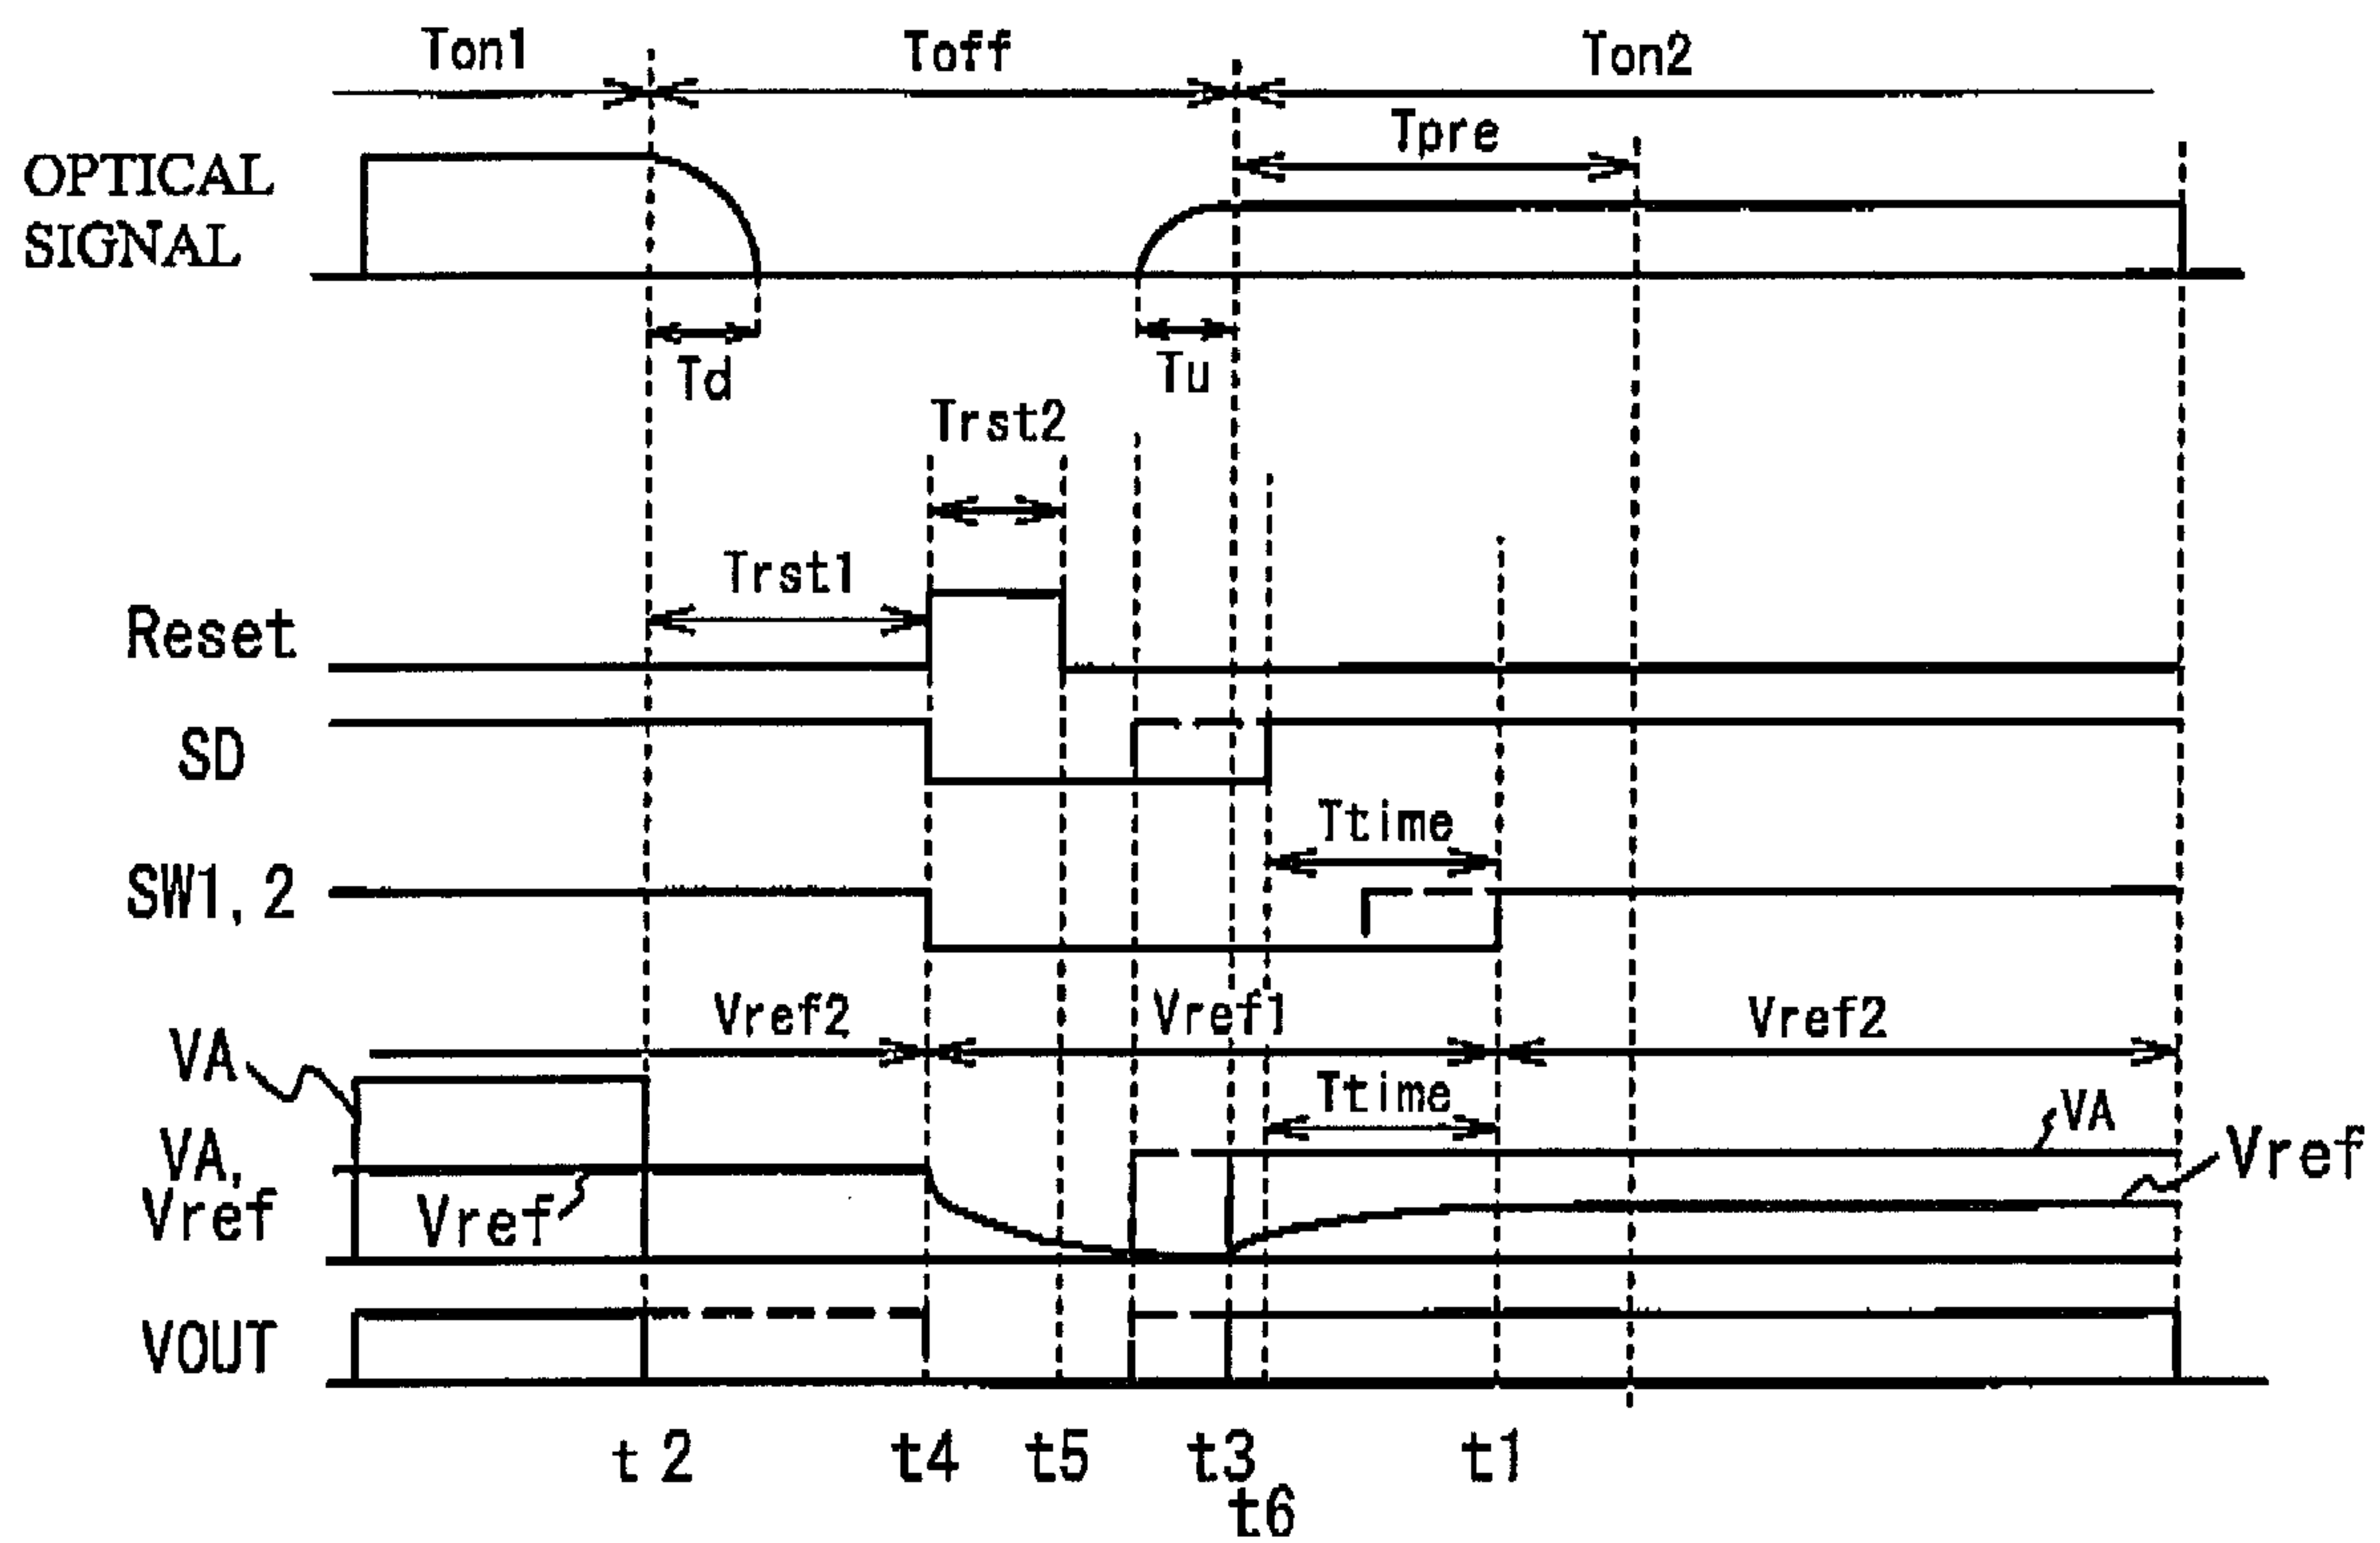 Ton1
Toff
Ton2
Tpre
OPTICAL
SIGNAL
Td
Tu
Trst2
Trst1
Reset
SD
Ttime
SW1, 2
Vref2
Vref1
Vref2
VA
Ttime
VA
VA,
Vref
Vref
Vref
VOUT
t2
t4
t5
t3
t1
t6